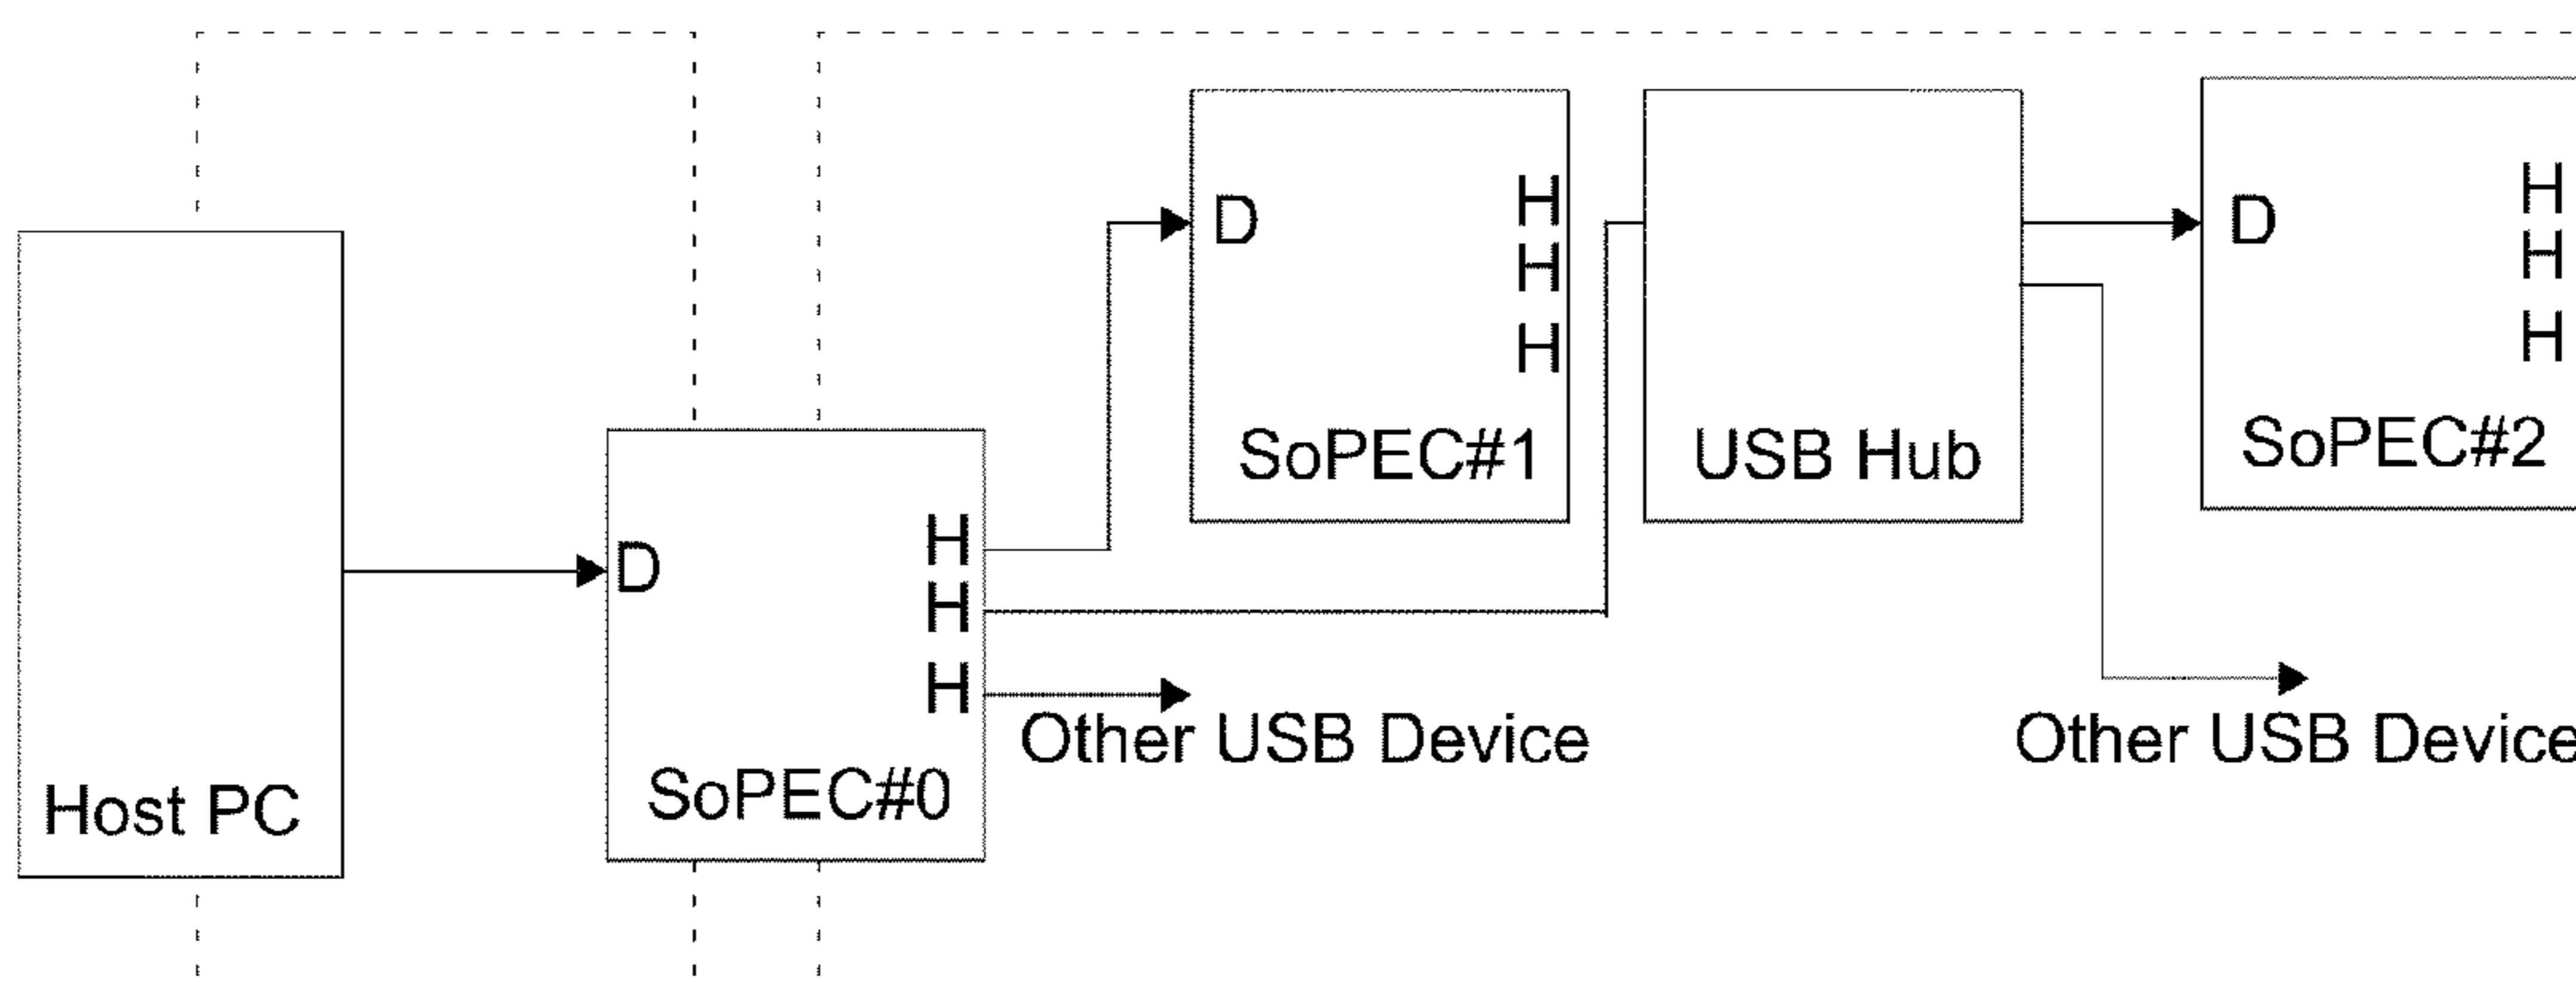 Host PC
D
H
H
H
SoPEC#0
D
H
H
H
SoPEC#1
USB Hub
D
H
H
H
SoPEC#2
Other USB Device
Other USB Device